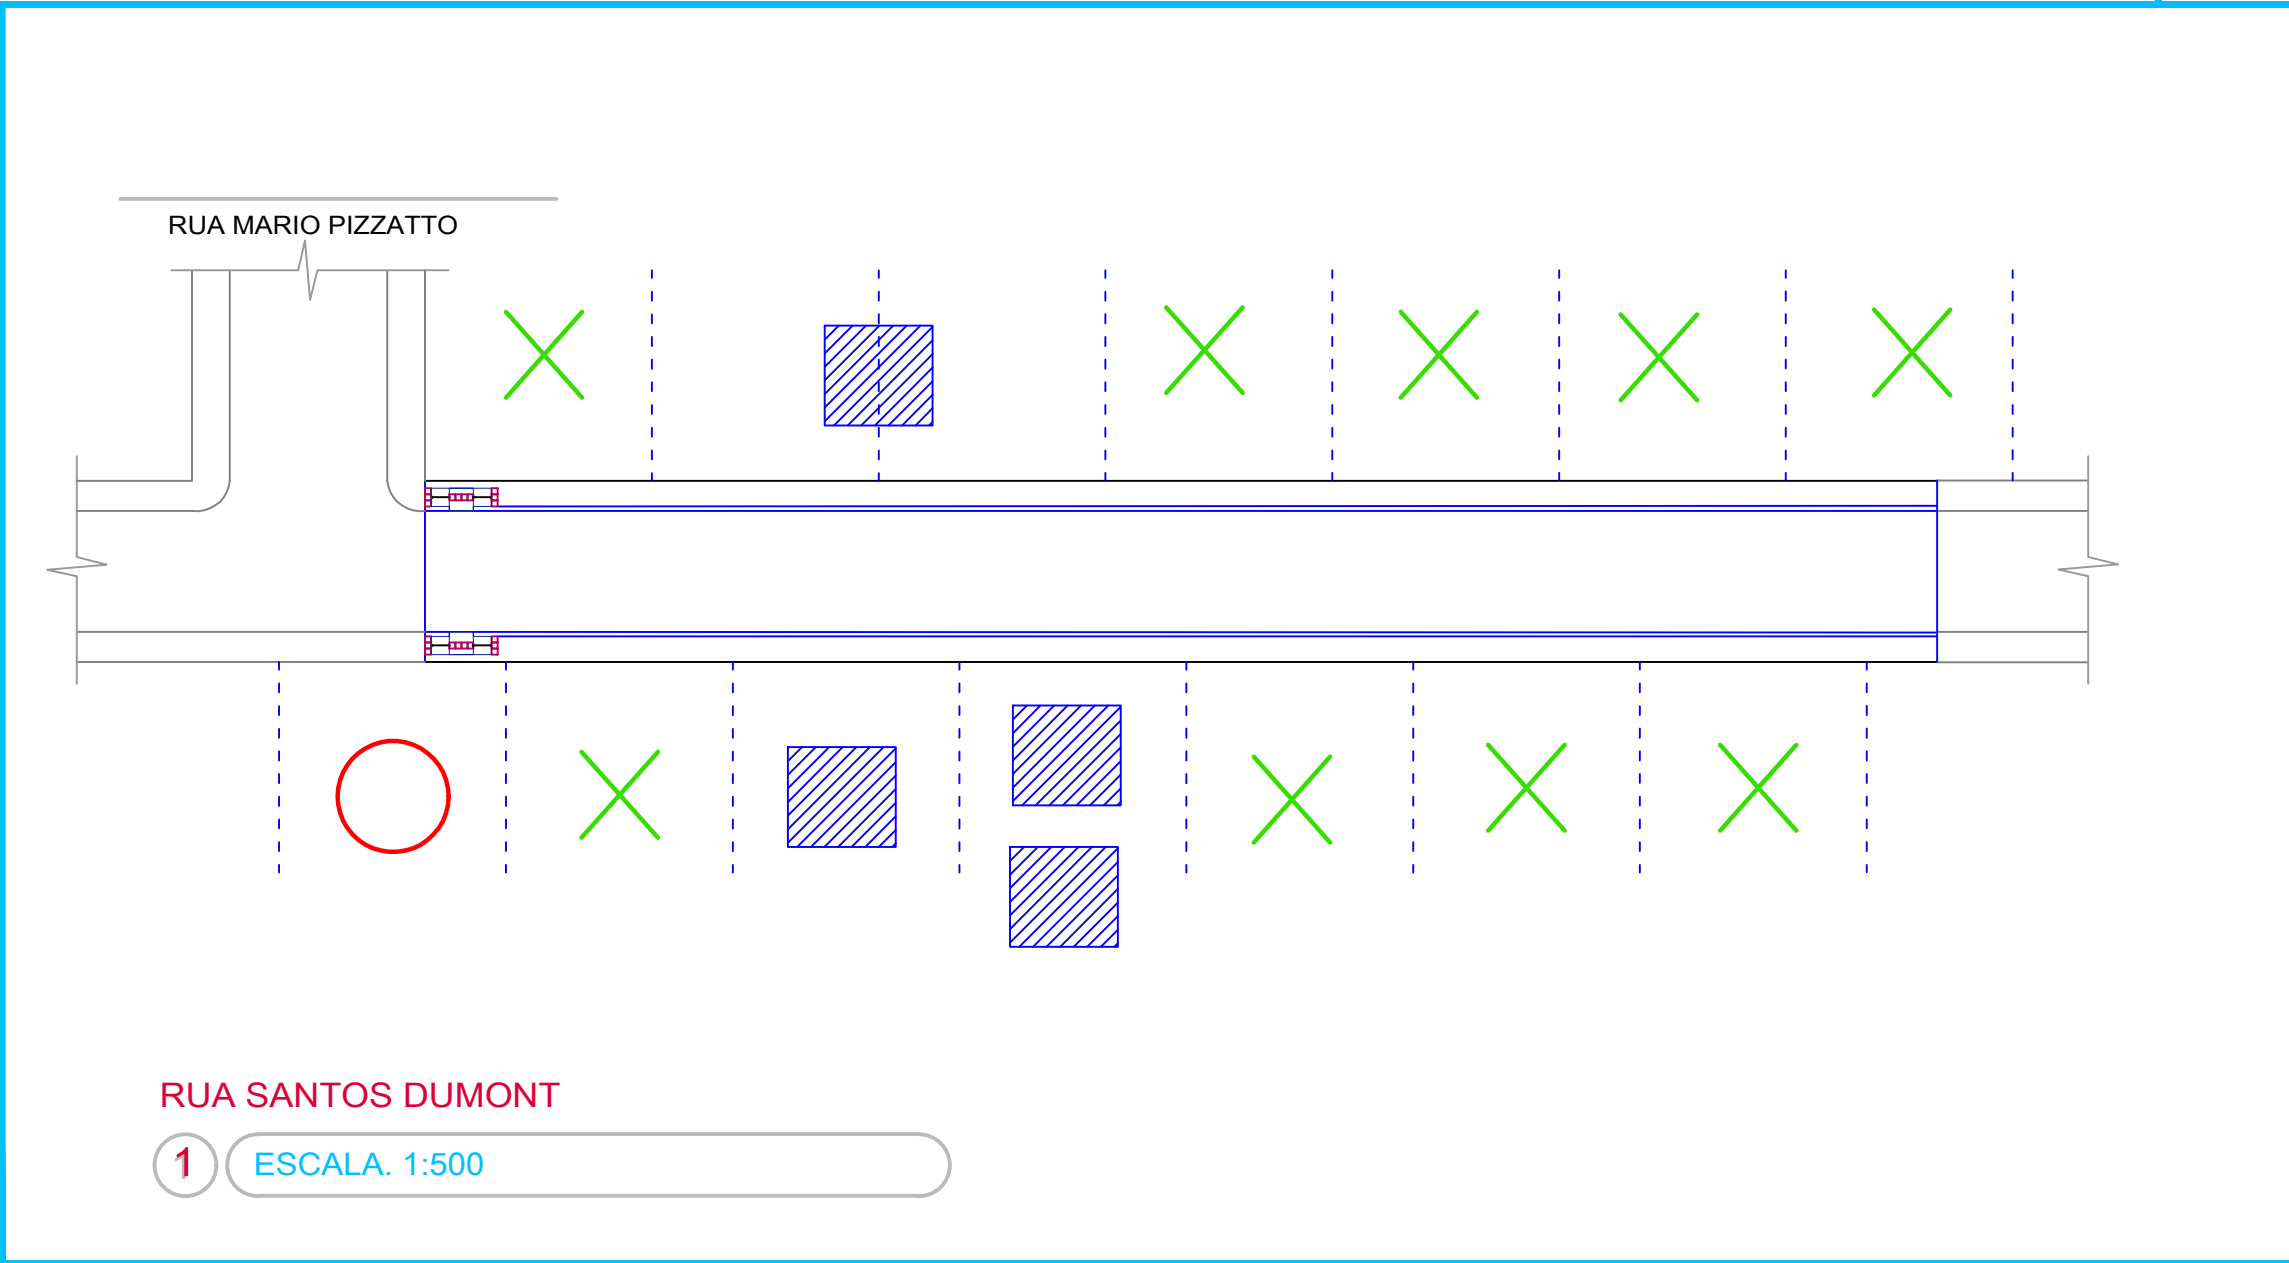 RUA MARIO PIZZATTO
RUA SANTOS DUMONT
1
ESCALA. 1:500